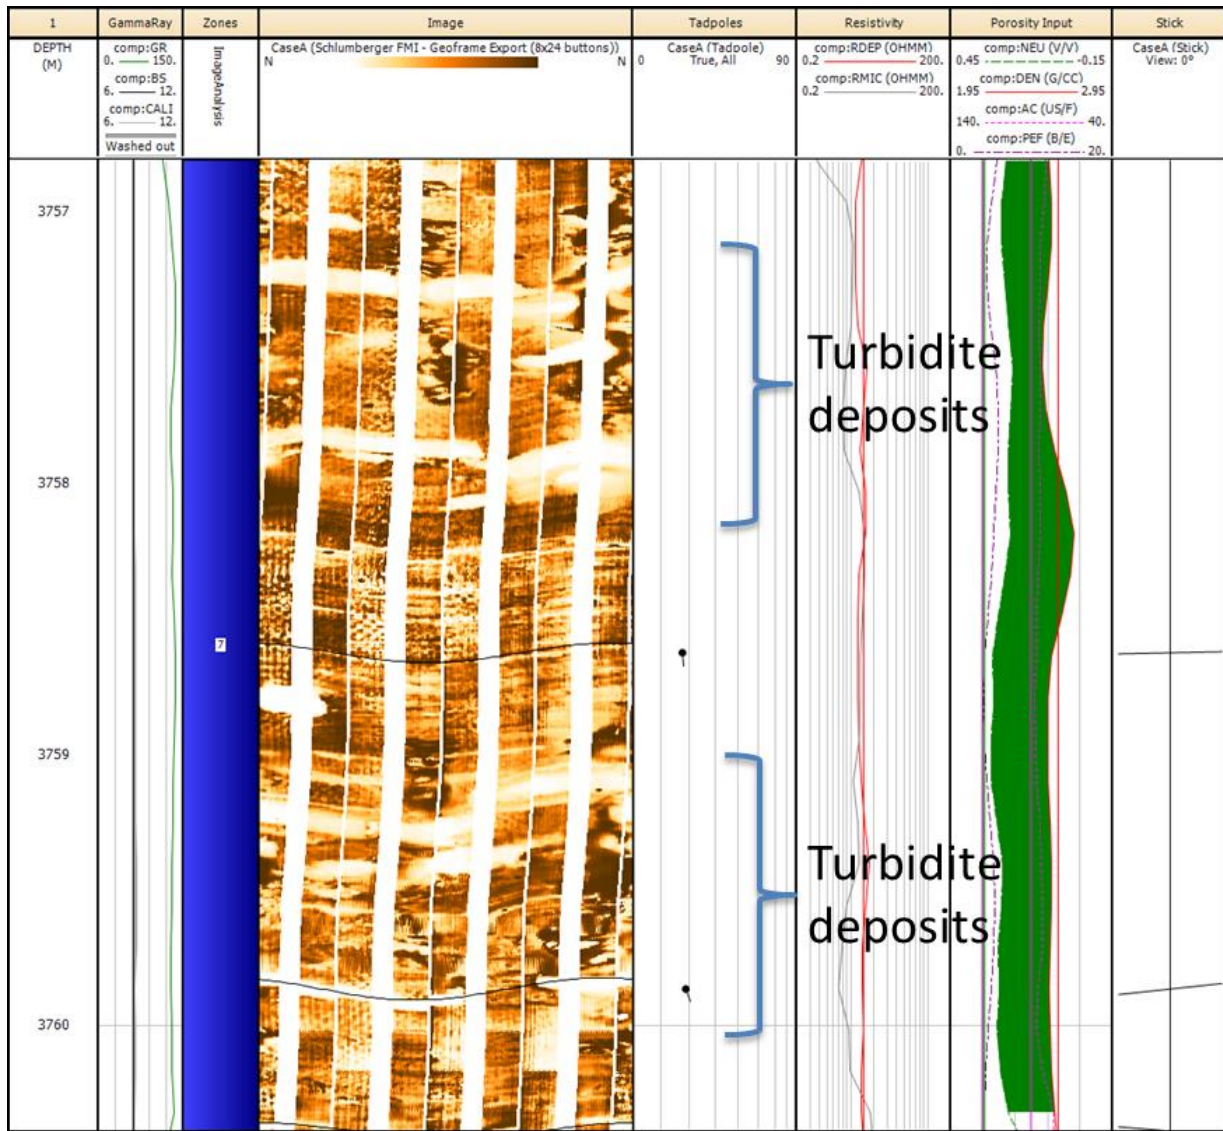 1 GammaRay Zones Image Tadpoles Resistivity Porosity Input Stick
DEPTH
(M)
comp:GR
0. 150.
comp:BS
6. 12.
comp:CALI
6. 12.
Washed out
ImageAnalysis
CaseA (Schlumberger FMI - Geoframe Export (8x24 buttons))
N N
CaseA (Tadpole)
0 True, All 90
comp:RDEP (OHMM)
0.2 200.
comp:RMIC (OHMM)
0.2 200.
comp:NEU (V/V)
0.45 -0.15
comp:DEN (G/CC)
1.95 2.95
comp:AC (US/F)
140. 40.
comp:PEF (B/E)
0. 20.
CaseA (Stick)
View: 0°
3757
Turbidite
deposits
3758
7
3759
Turbidite
deposits
3760